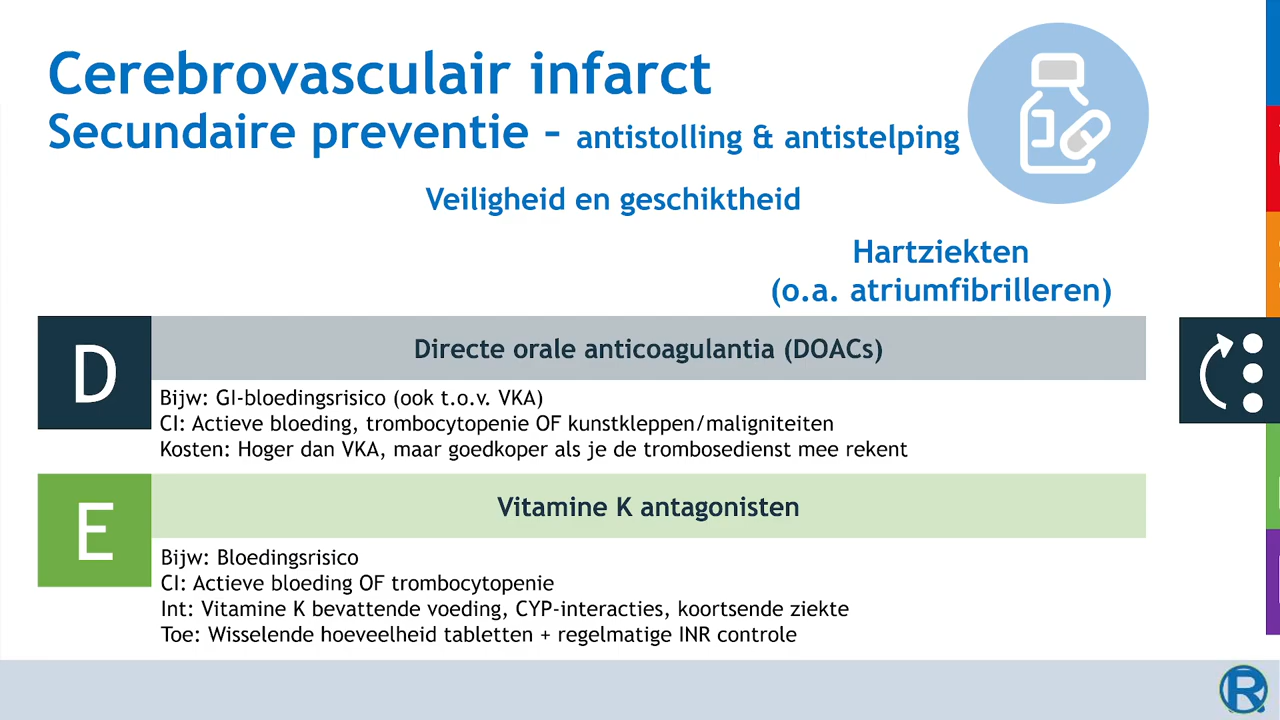 Cerebrovasculair infarct
Secundaire preventie – antistolling & antistelping
Veiligheid en geschiktheid
Hartziekten
(o.a. atriumfibrilleren)
D
Directe orale anticoagulantia (DOACs)
Bijw: GI-bloedingsrisico (ook t.o.v. VKA)
CI: Actieve bloeding, trombocytopenie OF kunstkleppen/maligniteiten
Kosten: Hoger dan VKA, maar goedkoper als je de trombosedienst mee rekent
E
Vitamine K antagonisten
Bijw: Bloedingsrisico
CI: Actieve bloeding OF trombocytopenie
Int: Vitamine K bevattende voeding, CYP-interacties, koortsende ziekte
Toe: Wisselende hoeveelheid tabletten + regelmatige INR controle
R